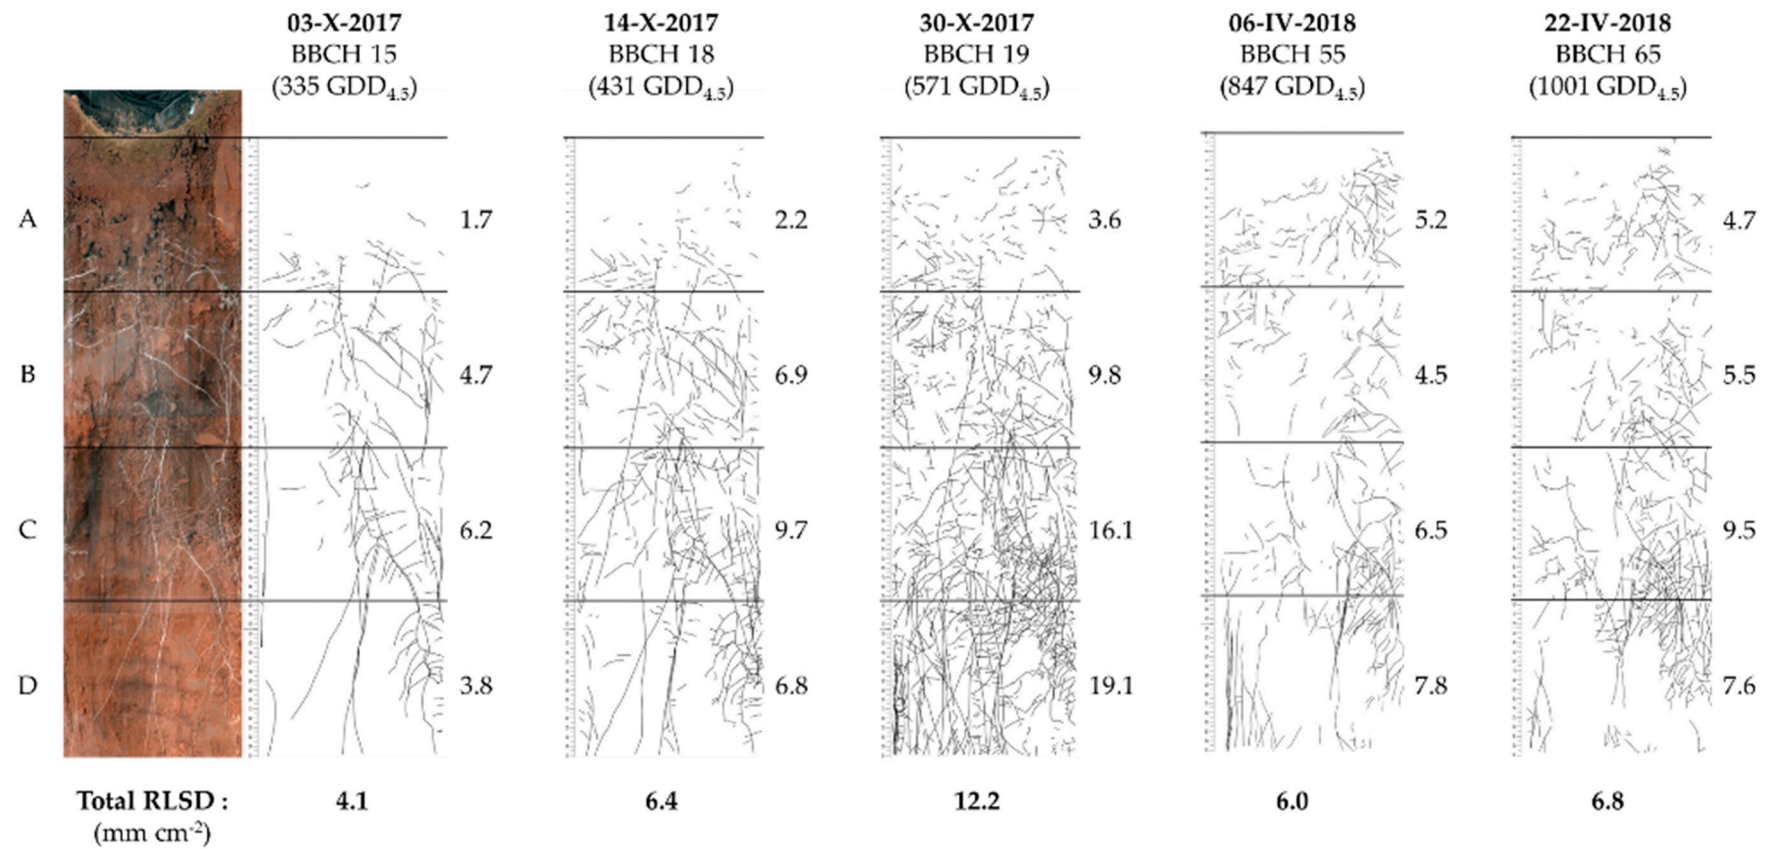 03-X-2017 14-X-2017 30-X-2017 06-IV-2018 22-IV-2018
BBCH 15 BBCH 18 BBCH 19 BBCH 55 BBCH 65
(335 GDD4.5) (431 GDD4.5) (571 GDD4.5) (847 GDD4.5) (1001 GDD4.5)
A 1.7 2.2 3.6 5.2 4.7
B 4.7 6.9 9.8 4.5 5.5
C 6.2 9.7 16.1 6.5 9.5
D 3.8 6.8 19.1 7.8 7.6
Total RLSD : 4.1 6.4 12.2 6.0 6.8
(mm cm-2)